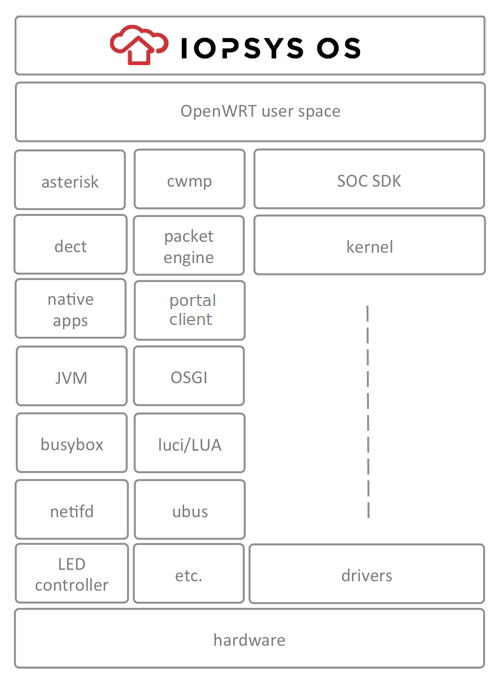 IOPSYS OS
OpenWRT user space
asterisk
cwmp
SOC SDK
dect
packet
engine
kernel
native
apps
portal
client
JVM
OSGI
busybox
luci/LUA
netifd
ubus
LED
controller
etc.
drivers
hardware